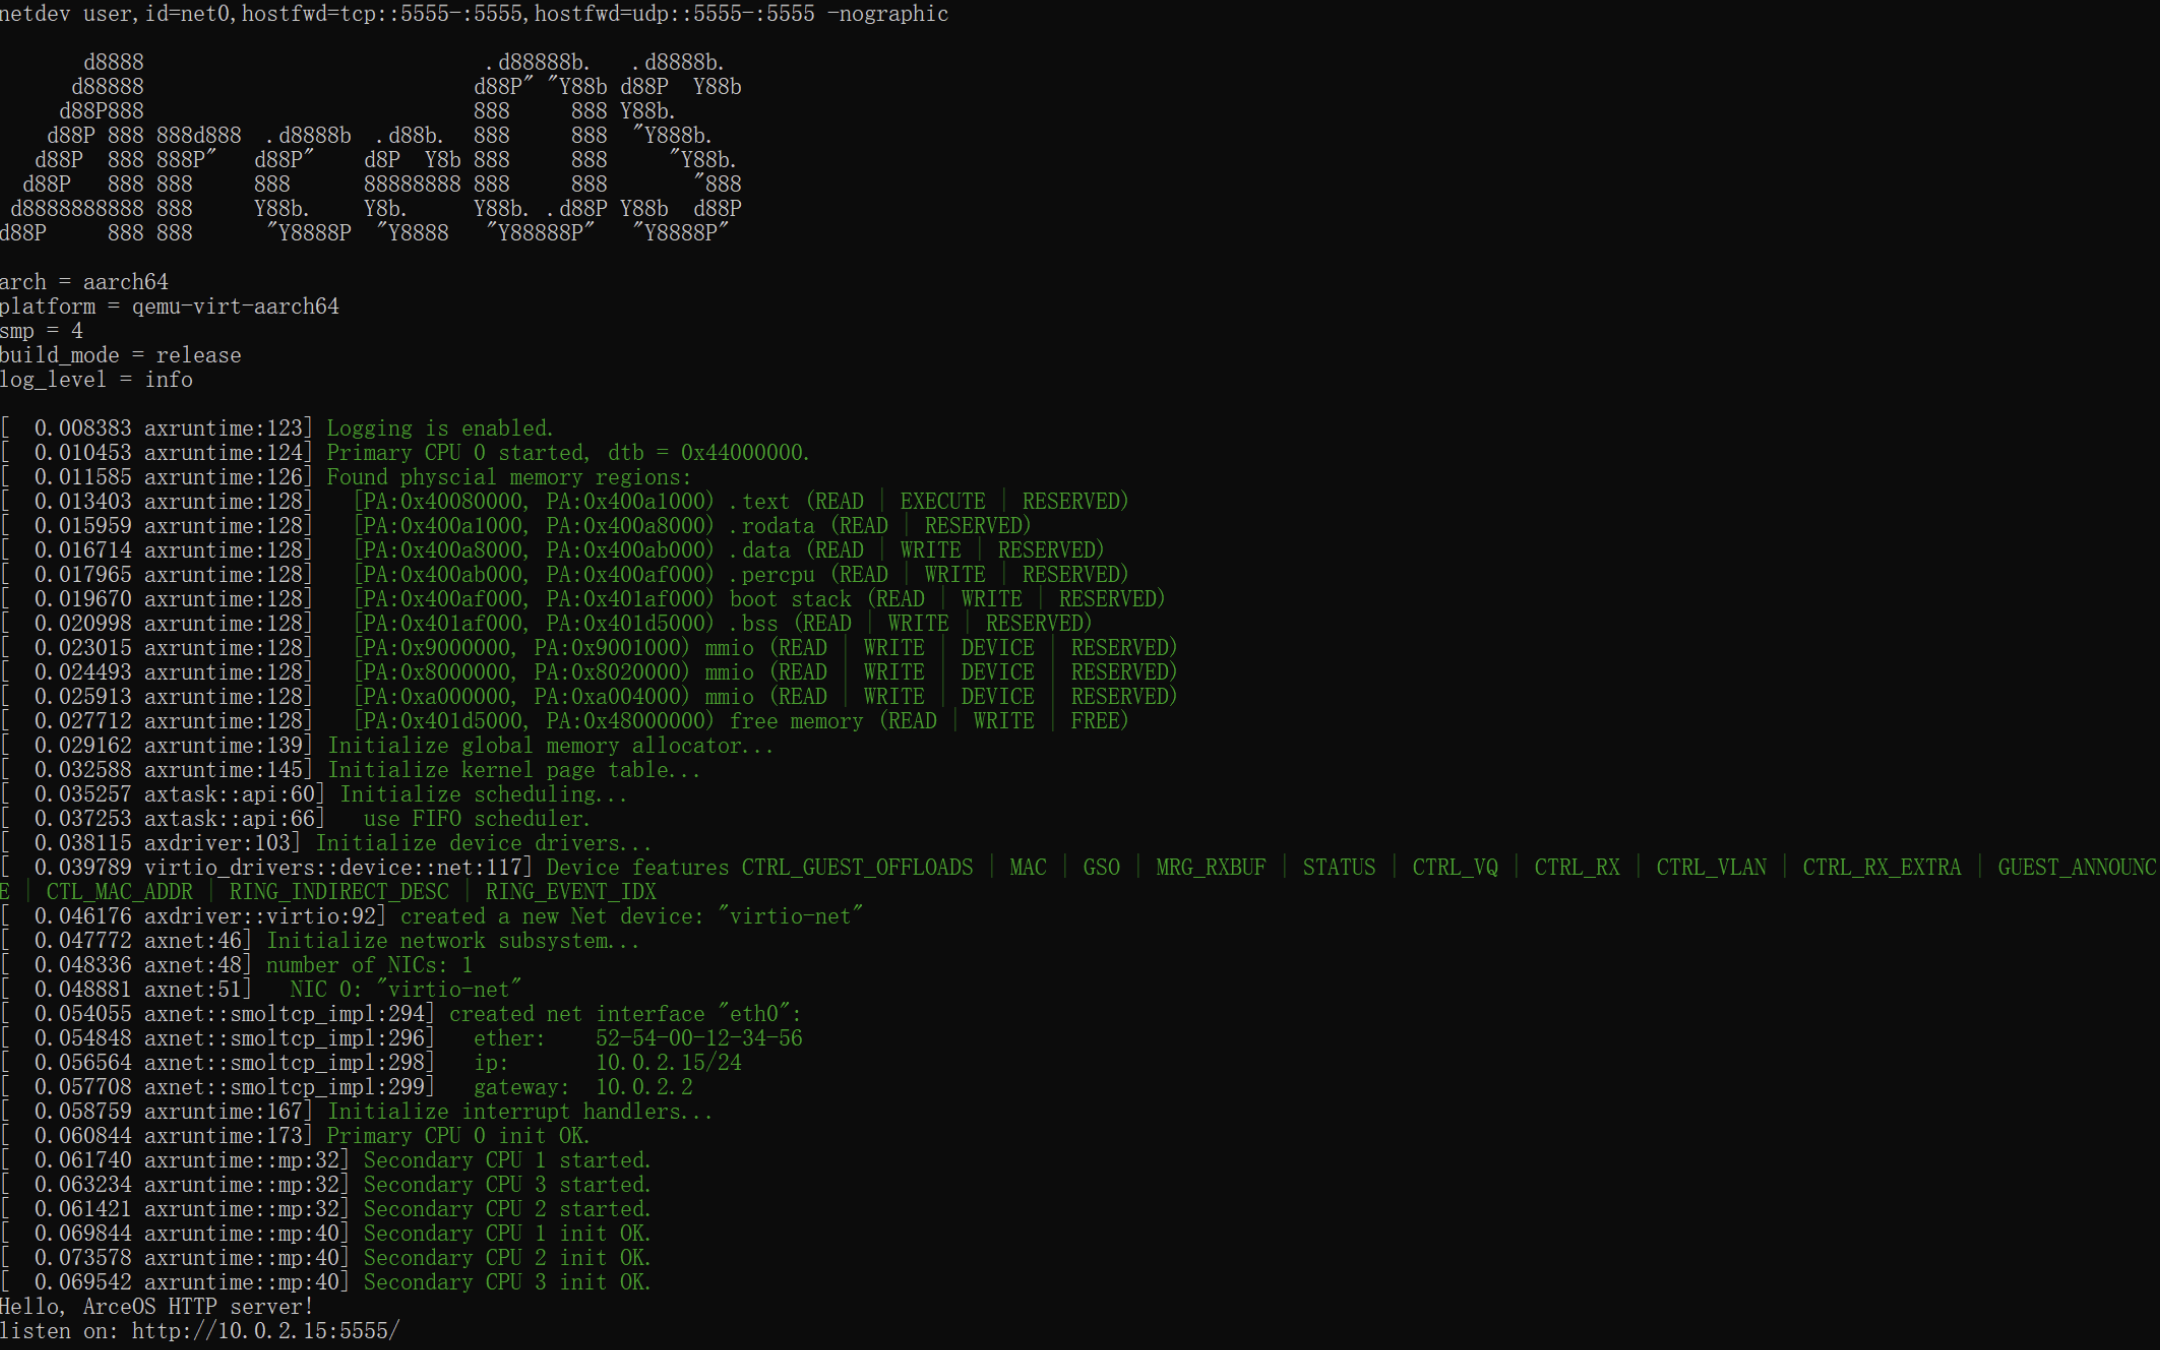 netdev user,id=net0,hostfwd=tcp::5555-:5555,hostfwd=udp::5555-:5555 -nographic

       d8888                            .d88888b.   .d8888b.
      d88888                           d88P" "Y88b d88P  Y88b
     d88P888                           888     888 Y88b.
    d88P 888 888d888  .d8888b  .d88b.  888     888  "Y888b.
   d88P  888 888P"   d88P"    d8P  Y8b 888     888     "Y88b.
  d88P   888 888     888      88888888 888     888       "888
 d8888888888 888     Y88b.    Y8b.     Y88b. .d88P Y88b  d88P
d88P     888 888      "Y8888P  "Y8888   "Y88888P"   "Y8888P"

arch = aarch64
platform = qemu-virt-aarch64
smp = 4
build_mode = release
log_level = info

[  0.008383 axruntime:123] Logging is enabled.
[  0.010453 axruntime:124] Primary CPU 0 started, dtb = 0x44000000.
[  0.011585 axruntime:126] Found physcial memory regions:
[  0.013403 axruntime:128]   [PA:0x40080000, PA:0x400a1000) .text (READ | EXECUTE | RESERVED)
[  0.015959 axruntime:128]   [PA:0x400a1000, PA:0x400a8000) .rodata (READ | RESERVED)
[  0.016714 axruntime:128]   [PA:0x400a8000, PA:0x400ab000) .data (READ | WRITE | RESERVED)
[  0.017965 axruntime:128]   [PA:0x400ab000, PA:0x400af000) .percpu (READ | WRITE | RESERVED)
[  0.019670 axruntime:128]   [PA:0x400af000, PA:0x401af000) boot stack (READ | WRITE | RESERVED)
[  0.020998 axruntime:128]   [PA:0x401af000, PA:0x401d5000) .bss (READ | WRITE | RESERVED)
[  0.023015 axruntime:128]   [PA:0x9000000, PA:0x9001000) mmio (READ | WRITE | DEVICE | RESERVED)
[  0.024493 axruntime:128]   [PA:0x8000000, PA:0x8020000) mmio (READ | WRITE | DEVICE | RESERVED)
[  0.025913 axruntime:128]   [PA:0xa000000, PA:0xa004000) mmio (READ | WRITE | DEVICE | RESERVED)
[  0.027712 axruntime:128]   [PA:0x401d5000, PA:0x48000000) free memory (READ | WRITE | FREE)
[  0.029162 axruntime:139] Initialize global memory allocator...
[  0.032588 axruntime:145] Initialize kernel page table...
[  0.035257 axtask::api:60] Initialize scheduling...
[  0.037253 axtask::api:66]   use FIFO scheduler.
[  0.038115 axdriver:103] Initialize device drivers...
[  0.039789 virtio_drivers::device::net:117] Device features CTRL_GUEST_OFFLOADS | MAC | GSO | MRG_RXBUF | STATUS | CTRL_VQ | CTRL_RX | CTRL_VLAN | CTRL_RX_EXTRA | GUEST_ANNOUNC
E | CTL_MAC_ADDR | RING_INDIRECT_DESC | RING_EVENT_IDX
[  0.046176 axdriver::virtio:92] created a new Net device: "virtio-net"
[  0.047772 axnet:46] Initialize network subsystem...
[  0.048336 axnet:48] number of NICs: 1
[  0.048881 axnet:51]   NIC 0: "virtio-net"
[  0.054055 axnet::smoltcp_impl:294] created net interface "eth0":
[  0.054848 axnet::smoltcp_impl:296]   ether:    52-54-00-12-34-56
[  0.056564 axnet::smoltcp_impl:298]   ip:       10.0.2.15/24
[  0.057708 axnet::smoltcp_impl:299]   gateway:  10.0.2.2
[  0.058759 axruntime:167] Initialize interrupt handlers...
[  0.060844 axruntime:173] Primary CPU 0 init OK.
[  0.061740 axruntime::mp:32] Secondary CPU 1 started.
[  0.063234 axruntime::mp:32] Secondary CPU 3 started.
[  0.061421 axruntime::mp:32] Secondary CPU 2 started.
[  0.069844 axruntime::mp:40] Secondary CPU 1 init OK.
[  0.073578 axruntime::mp:40] Secondary CPU 2 init OK.
[  0.069542 axruntime::mp:40] Secondary CPU 3 init OK.
Hello, ArceOS HTTP server!
listen on: http://10.0.2.15:5555/